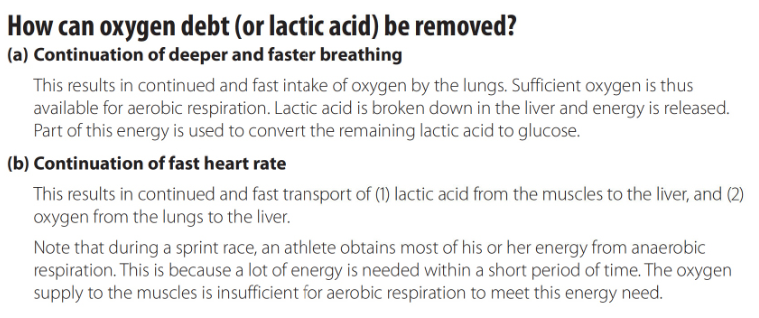 How can oxygen debt (or lactic acid) be removed?
(a) Continuation of deeper and faster breathing
This results in continued and fast intake of oxygen by the lungs. Sufficient oxygen is thus
available for aerobic respiration. Lactic acid is broken down in the liver and energy is released.
Part of this energy is used to convert the remaining lactic acid to glucose.
(b) Continuation of fast heart rate
This results in continued and fast transport of (1) lactic acid from the muscles to the liver, and (2)
oxygen from the lungs to the liver.
Note that during a sprint race, an athlete obtains most of his or her energy from anaerobic
respiration. This is because a lot of energy is needed within a short period of time. The oxygen
supply to the muscles is insufficient for aerobic respiration to meet this energy need.